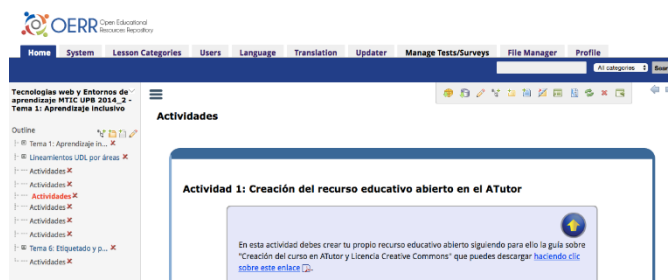 OERR Open Educational
Resources Repository
Home System Lesson Categories Users Language Translation Updater Manage Tests/Surveys File Manager Profile
All categories
Tecnologías web y Entornos de
aprendizaje MTIC UPB 2014_2 -
Tema 1: Aprendizaje inclusivo
Actividades
Outline
Tema 1: Aprendizaje in...
Lineamientos UDL por áreas
Actividades
Actividades
Actividades
Actividades
Actividades
Actividades
Tema 6: Etiquetado y p...
Actividades
Actividad 1: Creación del recurso educativo abierto en el ATutor
En esta actividad debes crear tu propio recurso educativo abierto siguiendo para ello la guía sobre
"Creación del curso en ATutor y Licencia Creative Commons" que puedes descargar haciendo clic
sobre este enlace